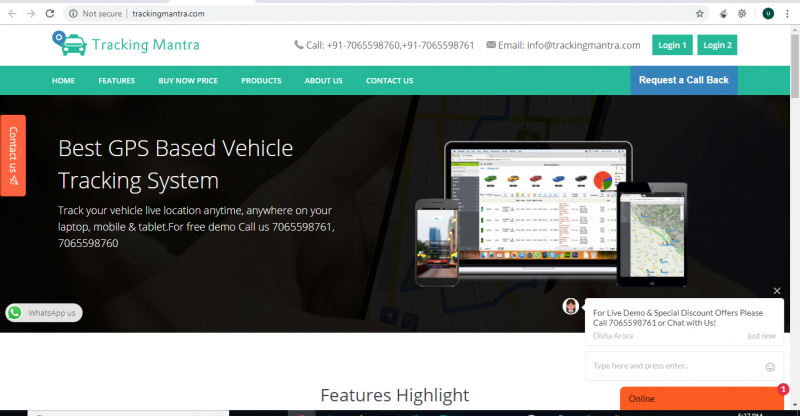 Not secure | trackingmantra.com
u
Tracking Mantra
Call: +91-7065598760,+91-7065598761
Email: info@trackingmantra.com
Login 1
Login 2
HOME
FEATURES
BUY NOW PRICE
PRODUCTS
ABOUT US
CONTACT US
Request a Call Back
Contact us
Best GPS Based Vehicle
Tracking System
Track your vehicle live location anytime, anywhere on your
laptop, mobile & tablet.For free demo Call us 7065598761,
7065598760
WhatsApp us
For Live Demo & Special Discount Offers Please
Call 7065598761 or Chat with Us!
Disha Arora
just now
Type here and press enter..
1
Online
Features Highlight